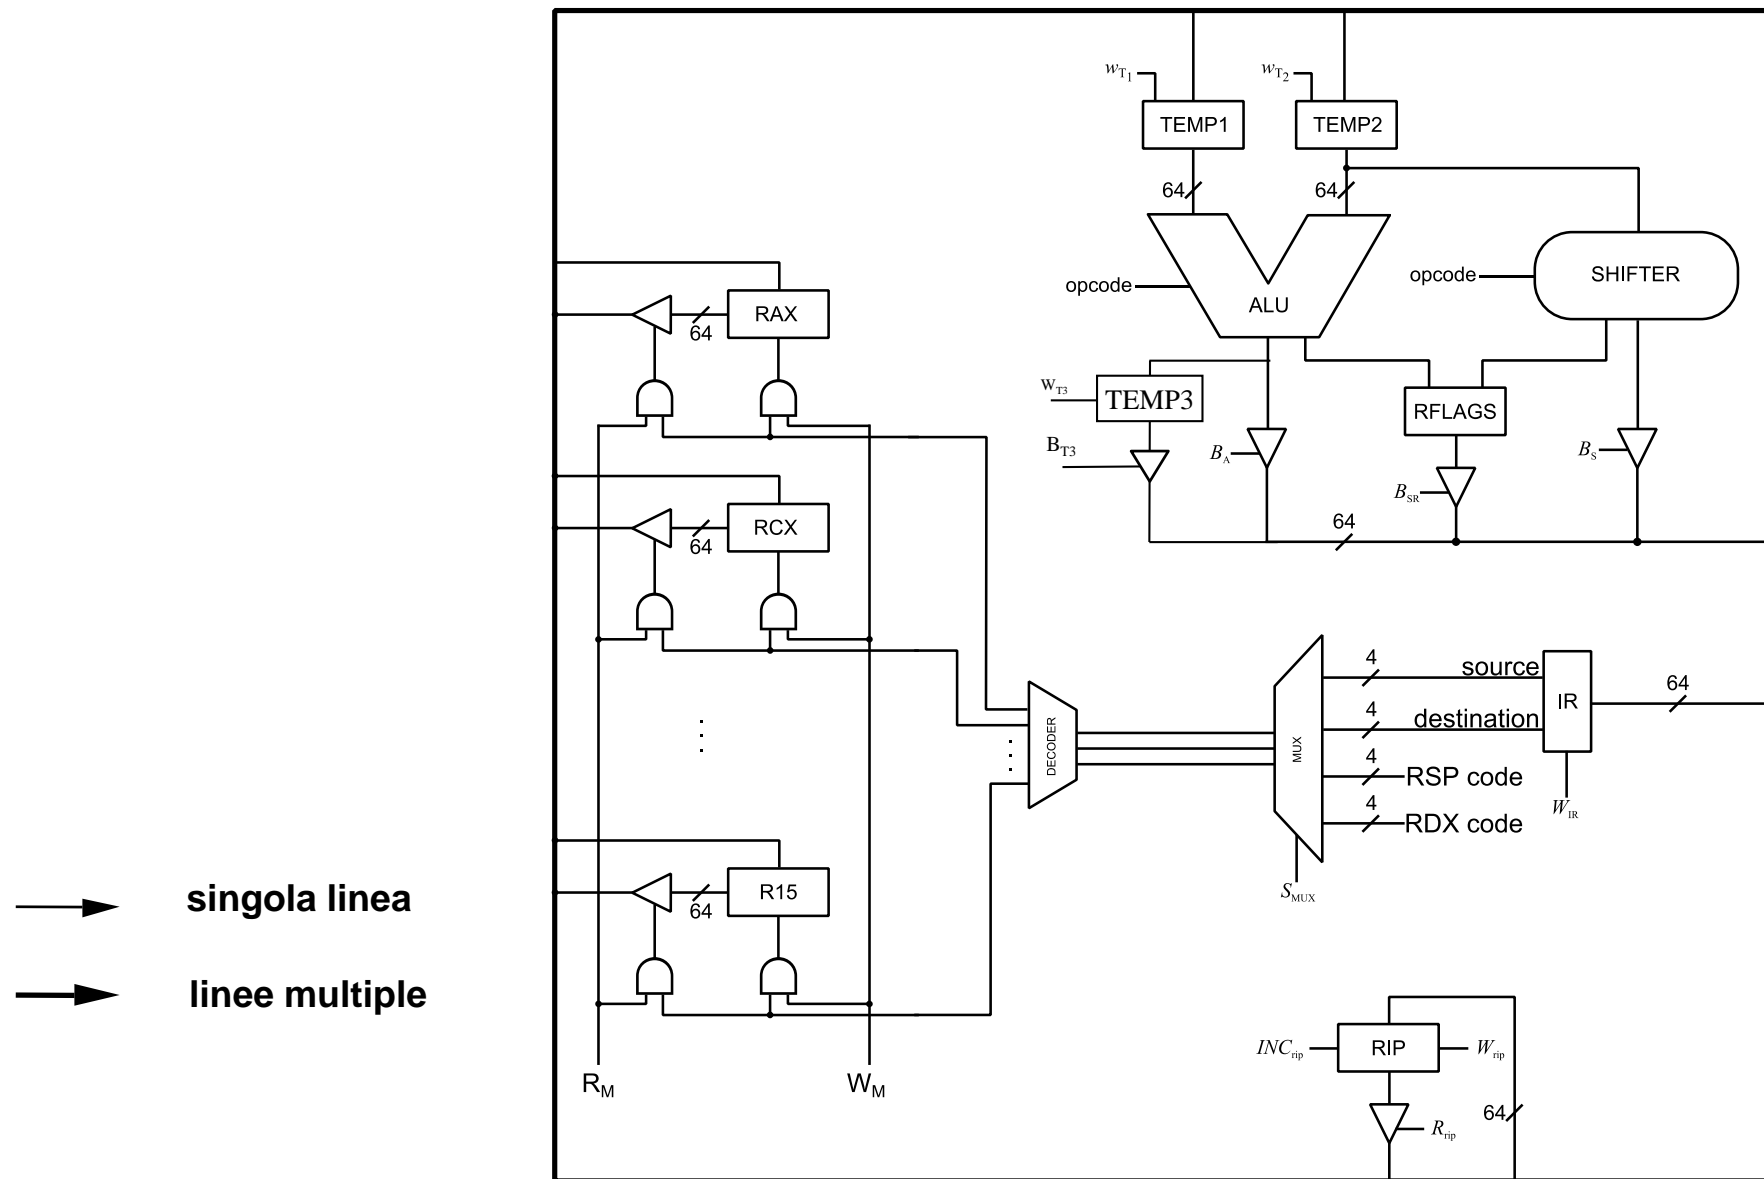 wT1
wT2
TEMP1
TEMP2
64
64
opcode
ALU
opcode
SHIFTER
RAX
64
WT3
TEMP3
RFLAGS
BT3
BA
BSR
BS
RCX
64
64
source
4
IR
64
destination
4
DECODER
MUX
4
RSP code
4
RDX code
WIR
SMUX
singola linea
R15
64
linee multiple
INCrip
RIP
Wrip
RM
WM
64
Rrip